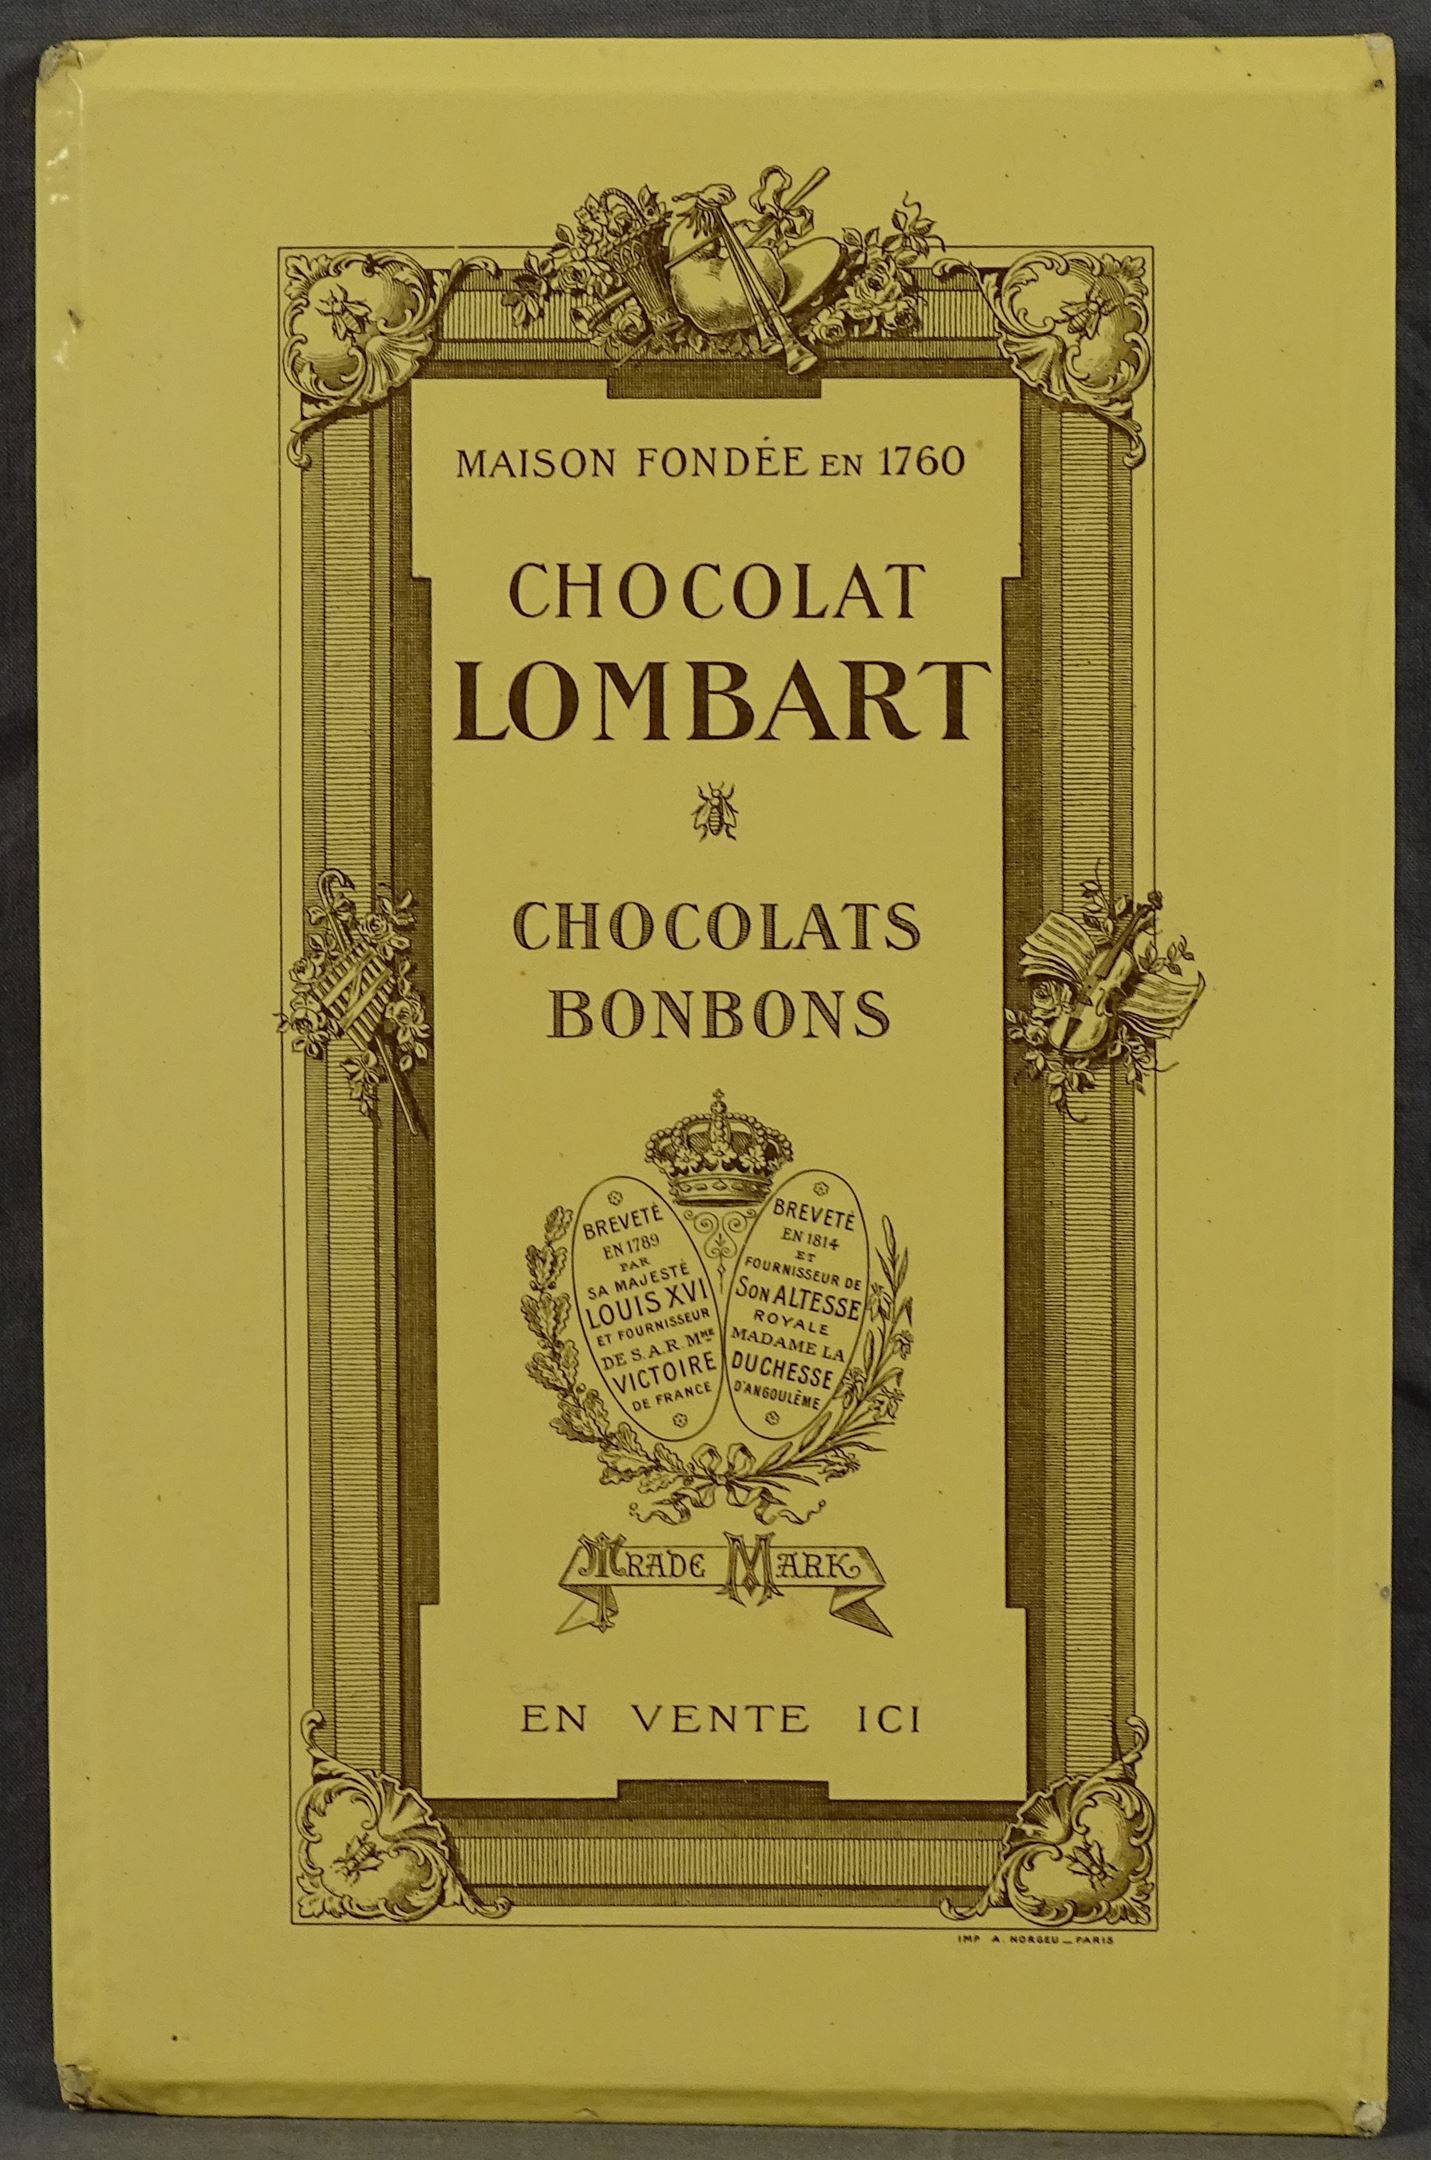 MAISON FONDÉE EN 1760
CHOCOLAT
LOMBART
CHOCOLATS
BONBONS
BREVETÉ
EN 1789
PAR
SA MAJESTÉ
LOUIS XVI
ET FOURNISSEUR
DE S.A.R. MME
VICTOIRE
DE FRANCE
BREVETÉ
EN 1814
ET
FOURNISSEUR DE
SON ALTESSE
ROYALE
MADAME LA
DUCHESSE
D'ANGOULÊME
TRADE MARK
EN VENTE ICI
IMP A. NORGEU _ PARIS